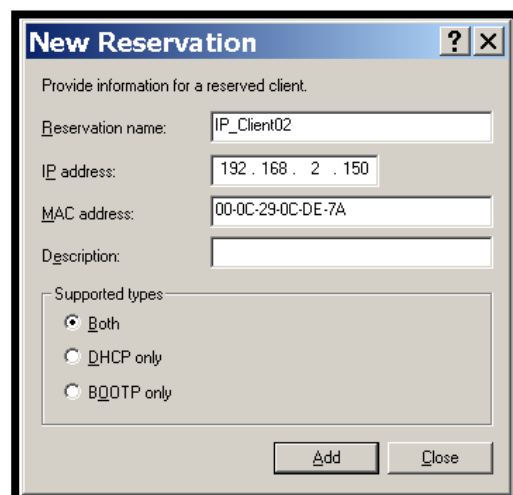 New Reservation
Provide information for a reserved client.
Reservation name: IP_Client02
IP address: 192 . 168 . 2 . 150
MAC address: 00-0C-29-0C-DE-7A
Description:
Supported types
Both
DHCP only
BOOTP only
Add Close